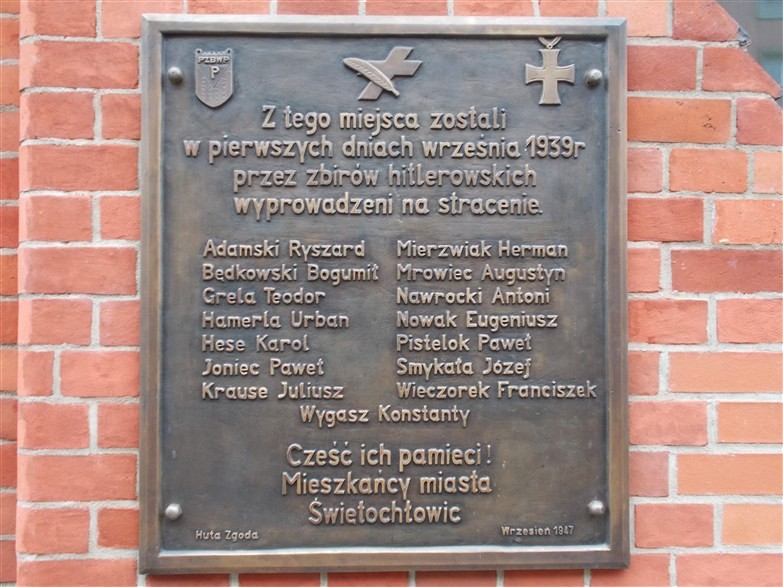 PZBWP
P
Z tego miejsca zostali
w pierwszych dniach września 1939r
przez zbirów hitlerowskich
wyprowadzeni na stracenie.
Adamski Ryszard
Będkowski Bogumił
Grela Teodor
Hamerla Urban
Hese Karol
Joniec Paweł
Krause Juliusz
Mierzwiak Herman
Mrowiec Augustyn
Nawrocki Antoni
Nowak Eugeniusz
Pistelok Paweł
Smykała Józef
Wieczorek Franciszek
Wygasz Konstanty
Cześć ich pamięci!
Mieszkańcy miasta
Świętochłowic
Huta Zgoda
Wrzesień 1947